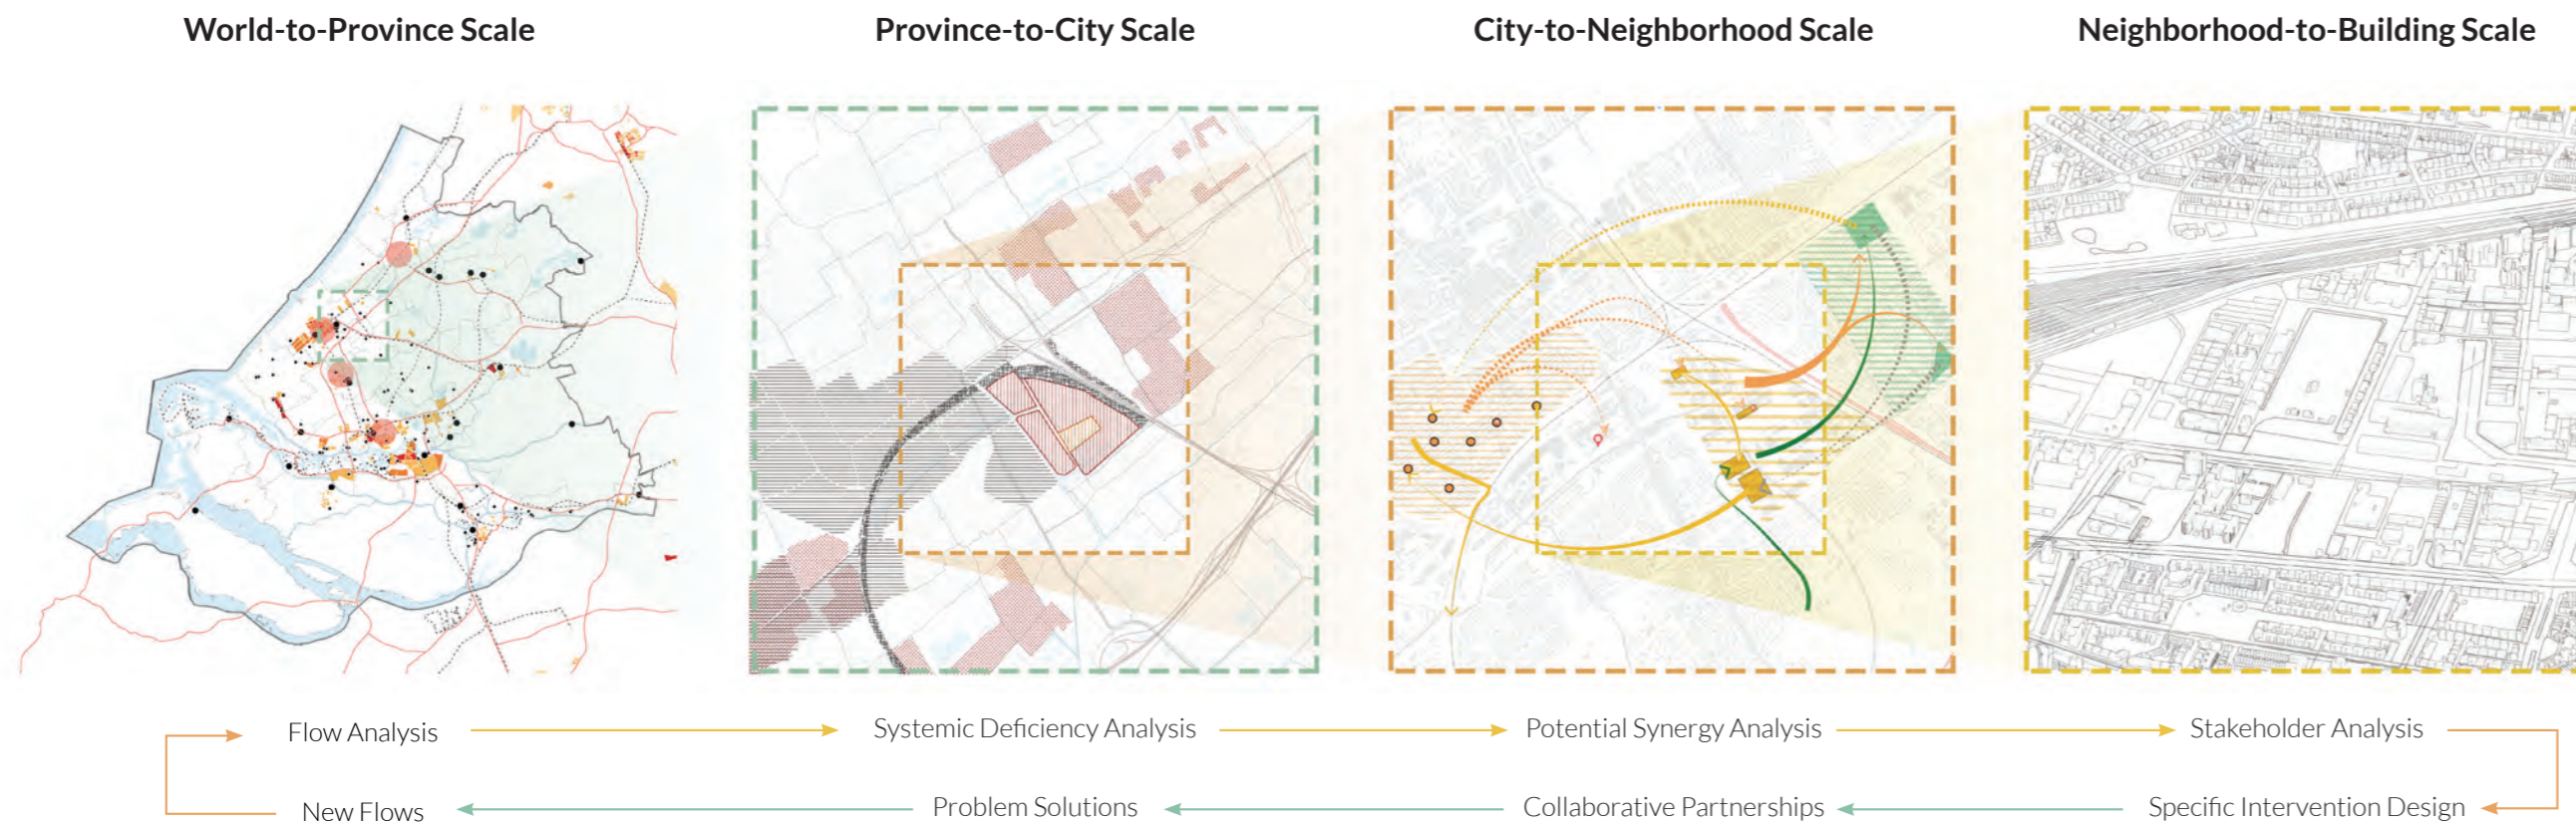 World-to-Province Scale
Province-to-City Scale
City-to-Neighborhood Scale
Neighborhood-to-Building Scale
Flow Analysis
Systemic Deficiency Analysis
Potential Synergy Analysis
Stakeholder Analysis
New Flows
Problem Solutions
Collaborative Partnerships
Specific Intervention Design